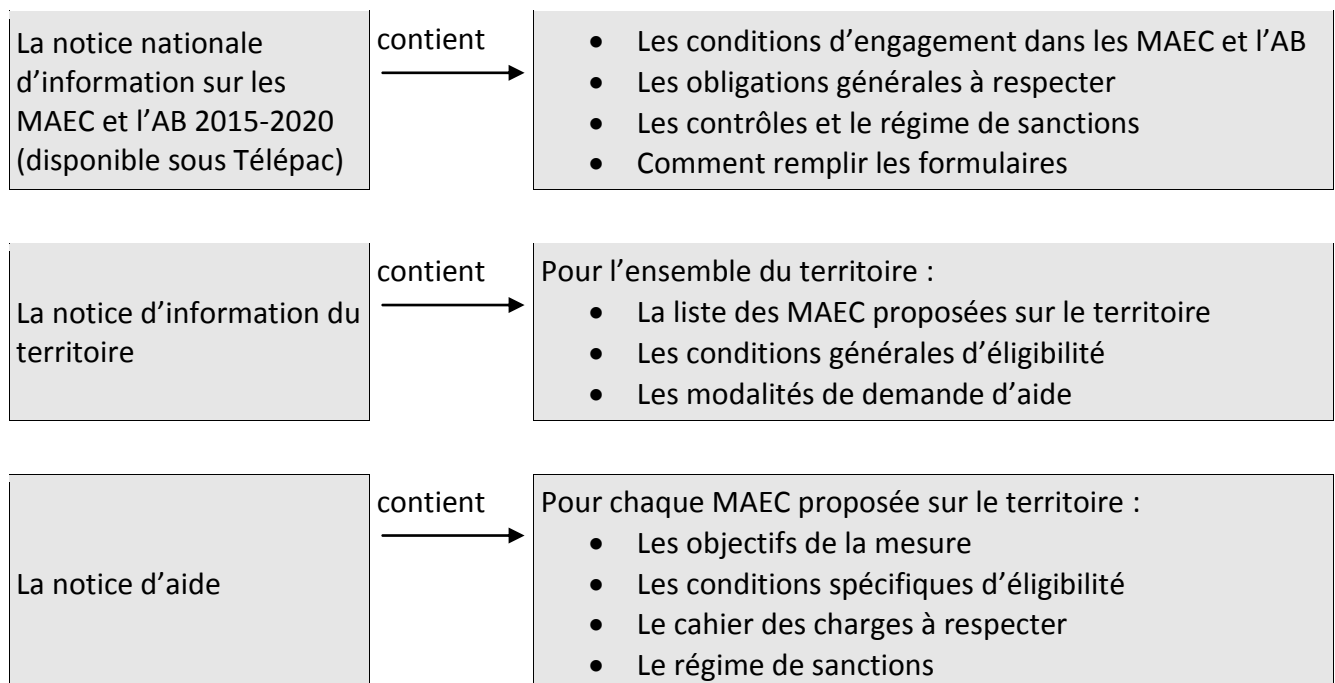 La notice nationale
d’information sur les
MAEC et l’AB 2015-2020
(disponible sous Télépac)
contient
• Les conditions d’engagement dans les MAEC et l’AB
• Les obligations générales à respecter
• Les contrôles et le régime de sanctions
• Comment remplir les formulaires
La notice d’information du
territoire
contient
Pour l’ensemble du territoire :
• La liste des MAEC proposées sur le territoire
• Les conditions générales d’éligibilité
• Les modalités de demande d’aide
La notice d’aide
contient
Pour chaque MAEC proposée sur le territoire :
• Les objectifs de la mesure
• Les conditions spécifiques d’éligibilité
• Le cahier des charges à respecter
• Le régime de sanctions